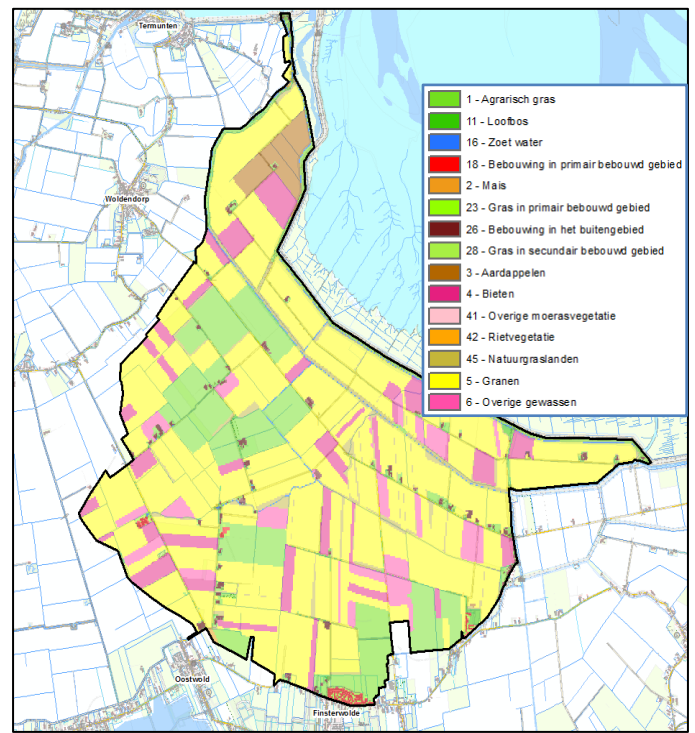 Termunten
1 - Agrarisch gras
11 - Loofbos
16 - Zoet water
18 - Bebouwing in primair bebouwd gebied
2 - Mais
23 - Gras in primair bebouwd gebied
26 - Bebouwing in het buitengebied
28 - Gras in secundair bebouwd gebied
3 - Aardappelen
4 - Bieten
41 - Overige moerasvegetatie
42 - Rietvegetatie
45 - Natuurgraslanden
5 - Granen
6 - Overige gewassen
Woldendorp
Oostwold
Finsterwolde